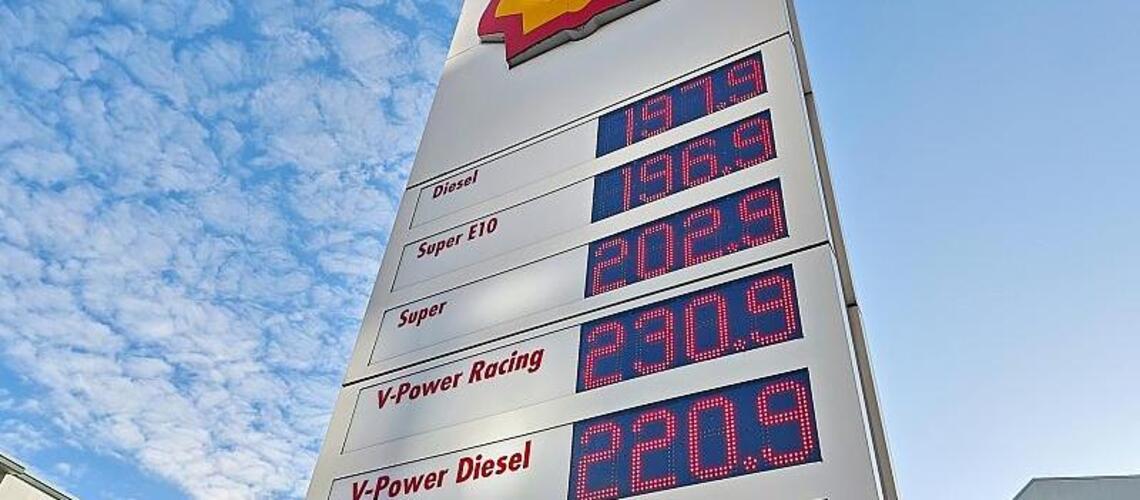 Diesel 197.9
Super E10 196.9
Super 202.9
V-Power Racing 230.9
V-Power Diesel 220.9